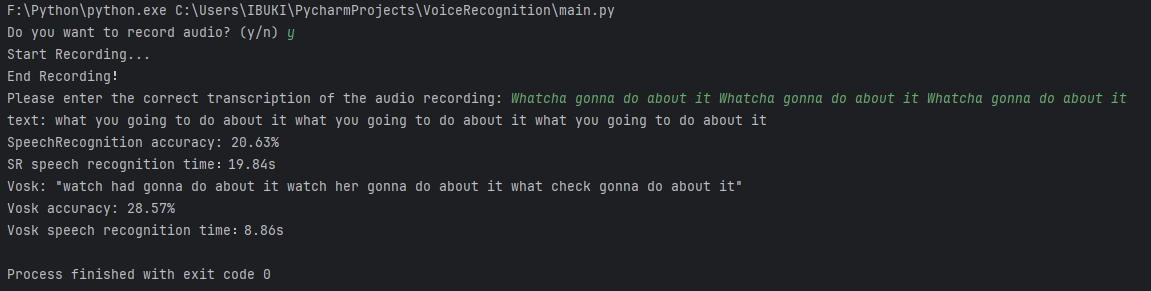 F:\Python\python.exe C:\Users\IBUKI\PycharmProjects\VoiceRecognition\main.py
Do you want to record audio? (y/n) y
Start Recording...
End Recording!
Please enter the correct transcription of the audio recording: Whatcha gonna do about it Whatcha gonna do about it Whatcha gonna do about it
text: what you going to do about it what you going to do about it what you going to do about it
SpeechRecognition accuracy: 20.63%
SR speech recognition time：19.84s
Vosk: "watch had gonna do about it watch her gonna do about it what check gonna do about it"
Vosk accuracy: 28.57%
Vosk speech recognition time：8.86s
Process finished with exit code 0